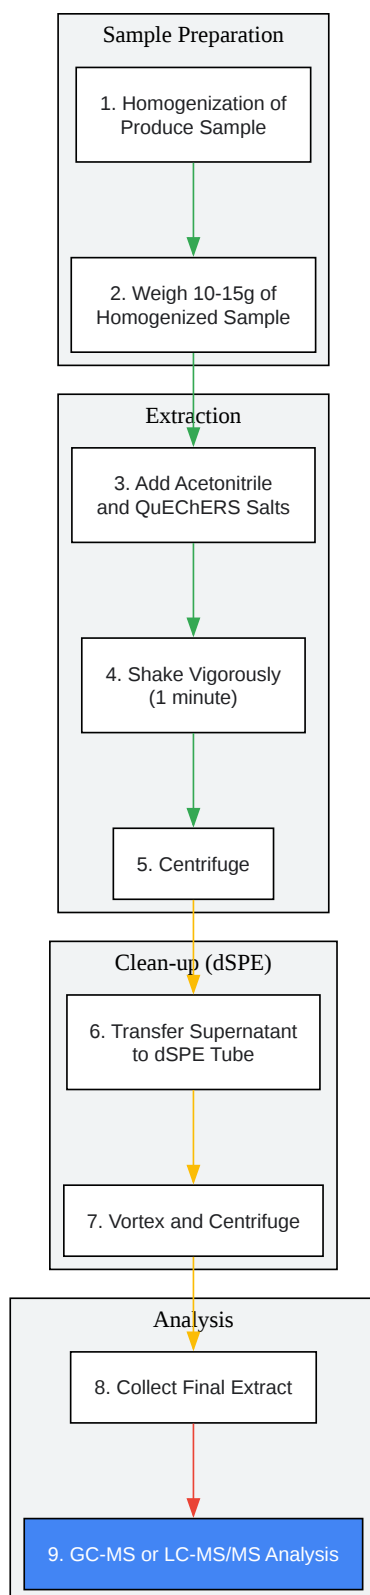 Sample Preparation
1. Homogenization of
Produce Sample
2. Weigh 10-15g of
Homogenized Sample
Extraction
3. Add Acetonitrile
and QuEChERS Salts
4. Shake Vigorously
(1 minute)
5. Centrifuge
Clean-up (dSPE)
6. Transfer Supernatant
to dSPE Tube
7. Vortex and Centrifuge
Analysis
8. Collect Final Extract
9. GC-MS or LC-MS/MS Analysis